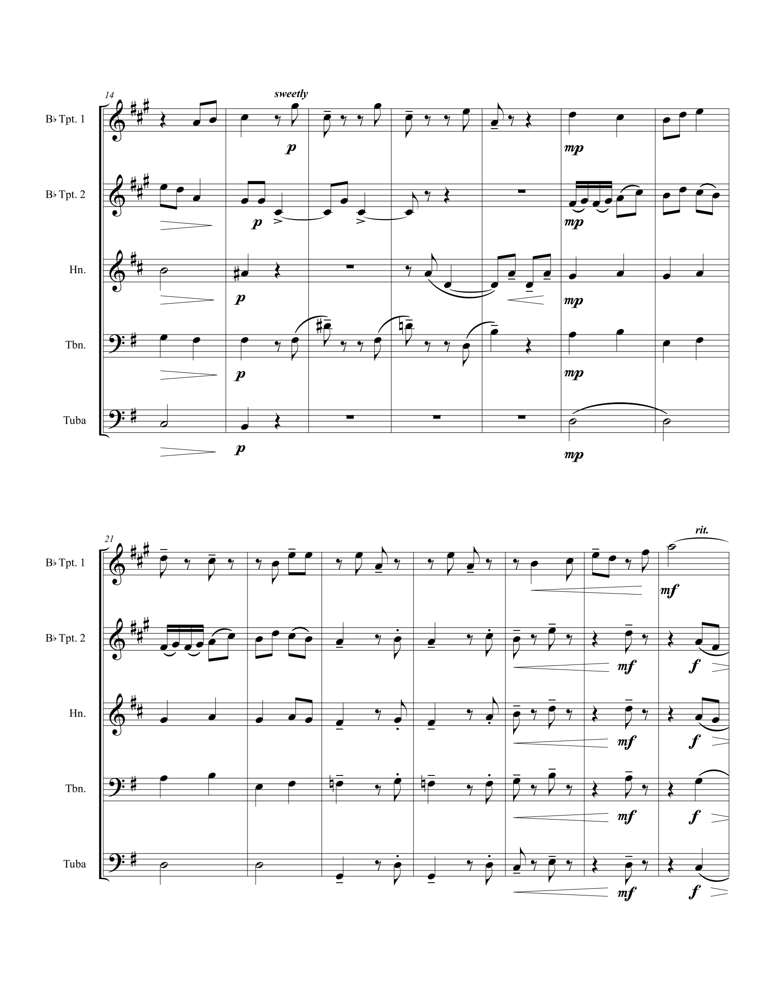 14
sweetly
B♭ Tpt. 1
p
mp
B♭ Tpt. 2
p
mp
Hn.
p
mp
Tbn.
p
mp
Tuba
p
mp
21
rit.
B♭ Tpt. 1
mf
B♭ Tpt. 2
mf f
Hn.
mf f
Tbn.
mf f
Tuba
mf f